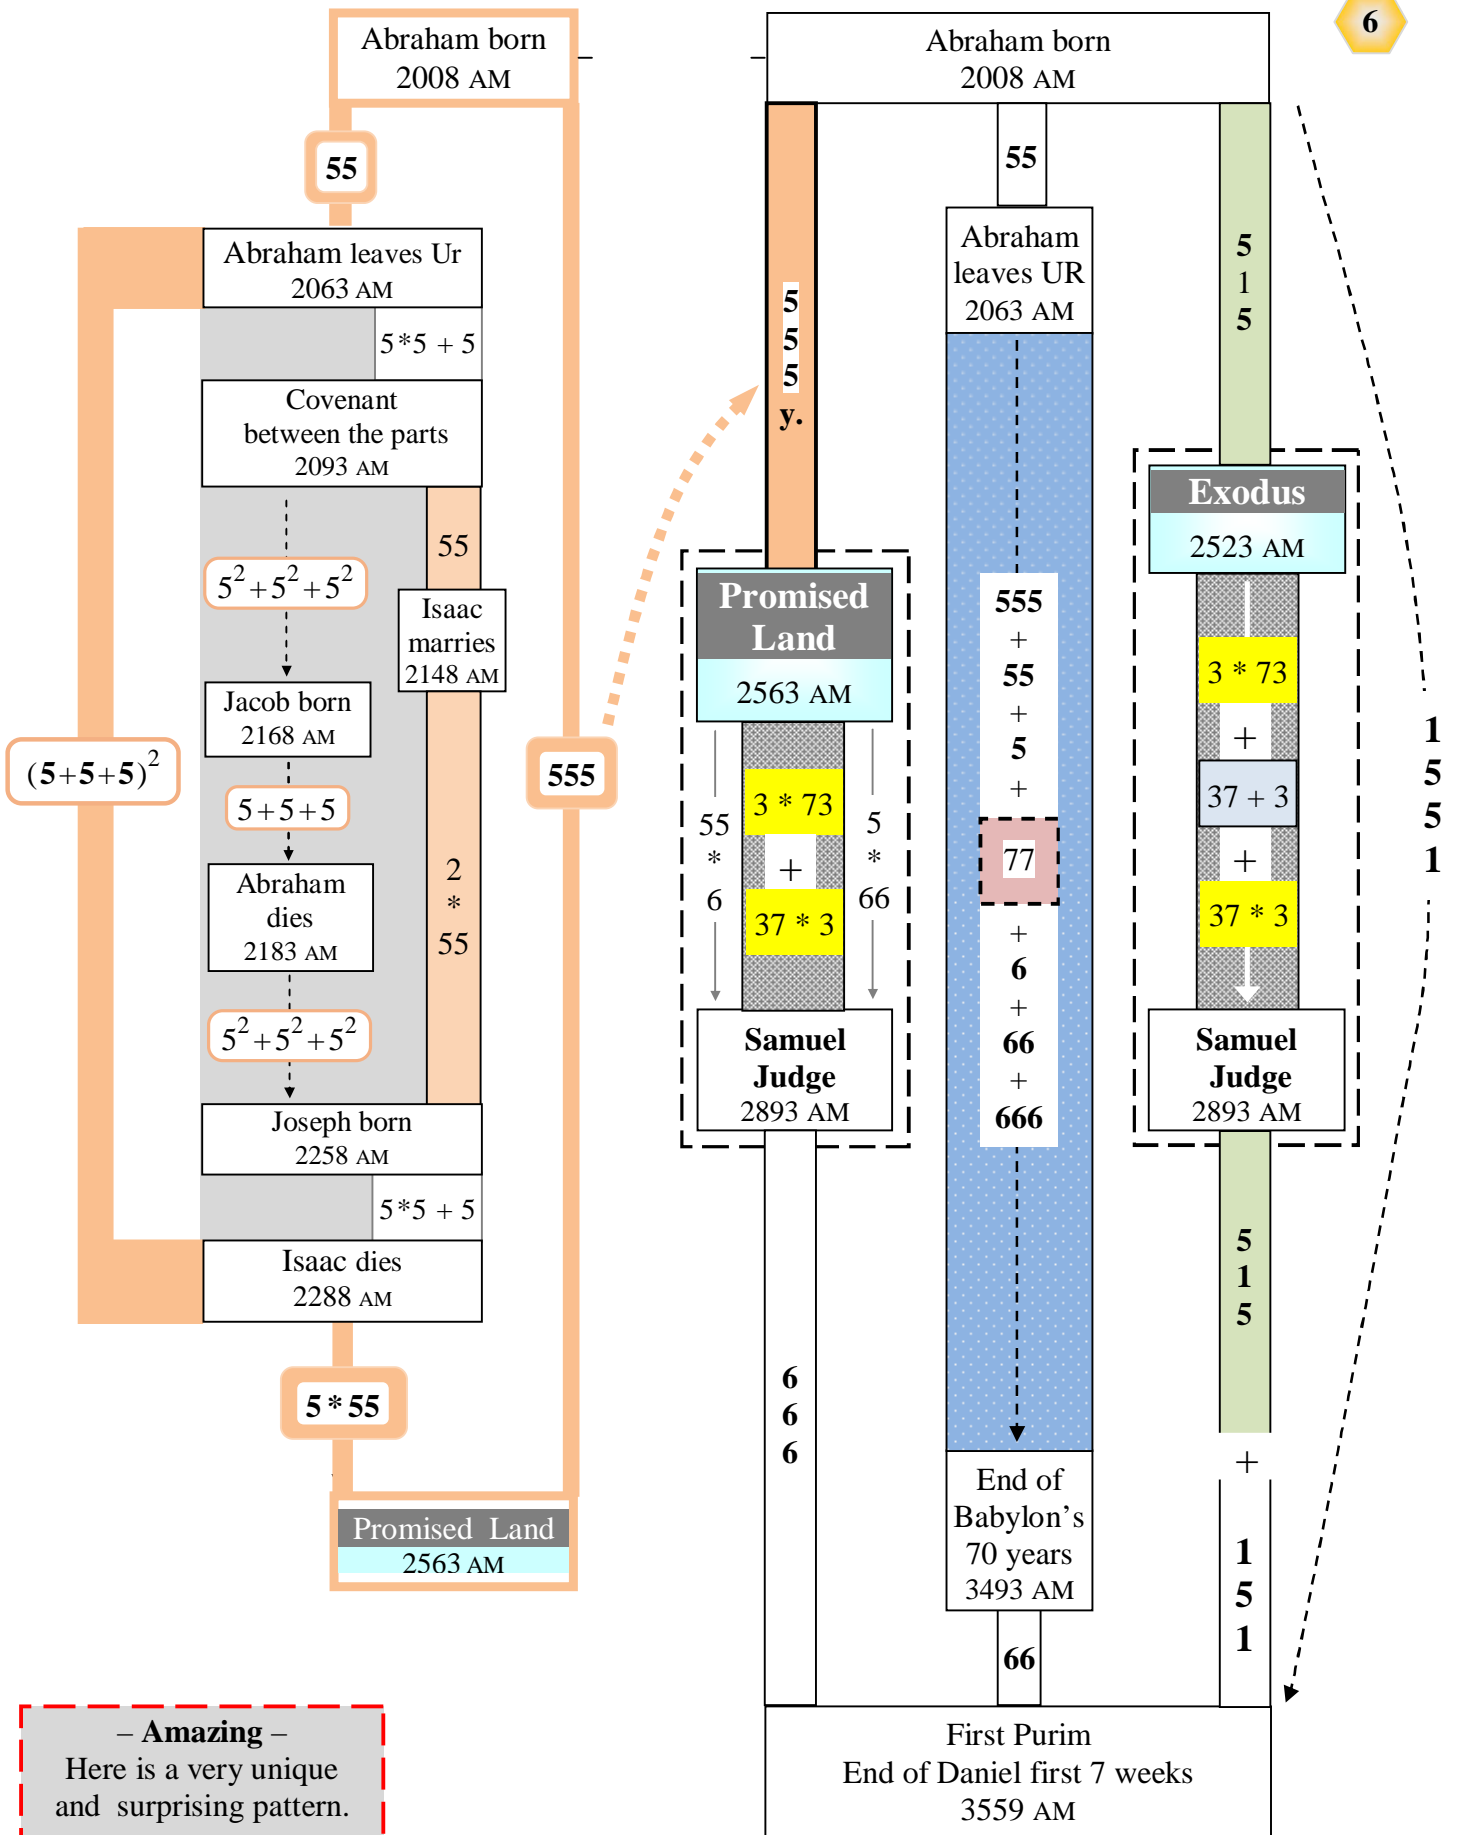 6
Abraham born
2008 AM
55
Abraham leaves Ur
2063 AM
5*5 + 5
Covenant
between the parts
2093 AM
55
5² + 5² + 5²
Isaac
marries
2148 AM
Jacob born
2168 AM
(5+5+5)²
5 + 5 + 5
555
Abraham
dies
2183 AM
2
*
55
5² + 5² + 5²
Joseph born
2258 AM
5*5 + 5
Isaac dies
2288 AM
5 * 55
Promised Land
2563 AM
– Amazing –
Here is a very unique
and surprising pattern.
Abraham born
2008 AM
5
5
5
y.
Promised
Land
2563 AM
55
*
6
3 * 73
+
37 * 3
5
*
66
Samuel
Judge
2893 AM
6
6
6
55
Abraham
leaves UR
2063 AM
555
+
55
+
5
+
77
+
6
+
66
+
666
End of
Babylon’s
70 years
3493 AM
66
5
1
5
Exodus
2523 AM
3 * 73
+
37 + 3
+
37 * 3
Samuel
Judge
2893 AM
5
1
5
+
1
5
1
1
5
5
1
First Purim
End of Daniel first 7 weeks
3559 AM